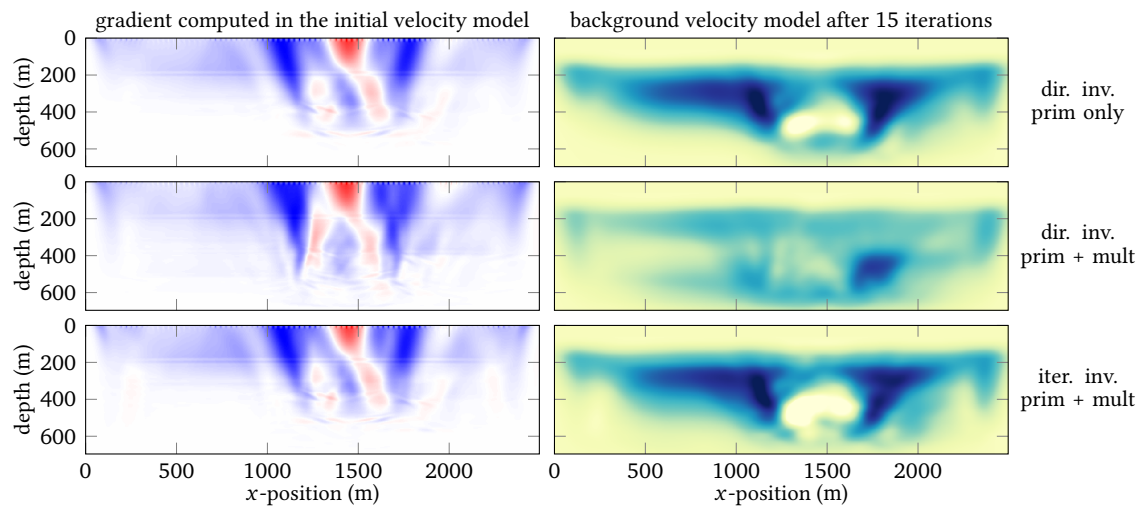 gradient computed in the initial velocity model
background velocity model after 15 iterations
0
200
400
600
depth (m)
dir. inv.
prim only
0
200
400
600
depth (m)
dir. inv.
prim + mult
0
200
400
600
depth (m)
iter. inv.
prim + mult
0 500 1000 1500 2000
0 500 1000 1500 2000
x-position (m)
x-position (m)